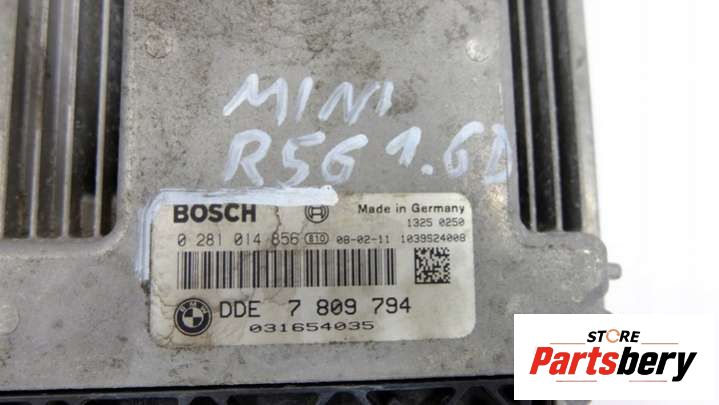 MINI
R56 1.6D
BOSCH Made in Germany
1325 0250
0 281 014 856 810 08-02-11 1039S24008
DDE 7 809 794
031654035
STORE
Partsbery